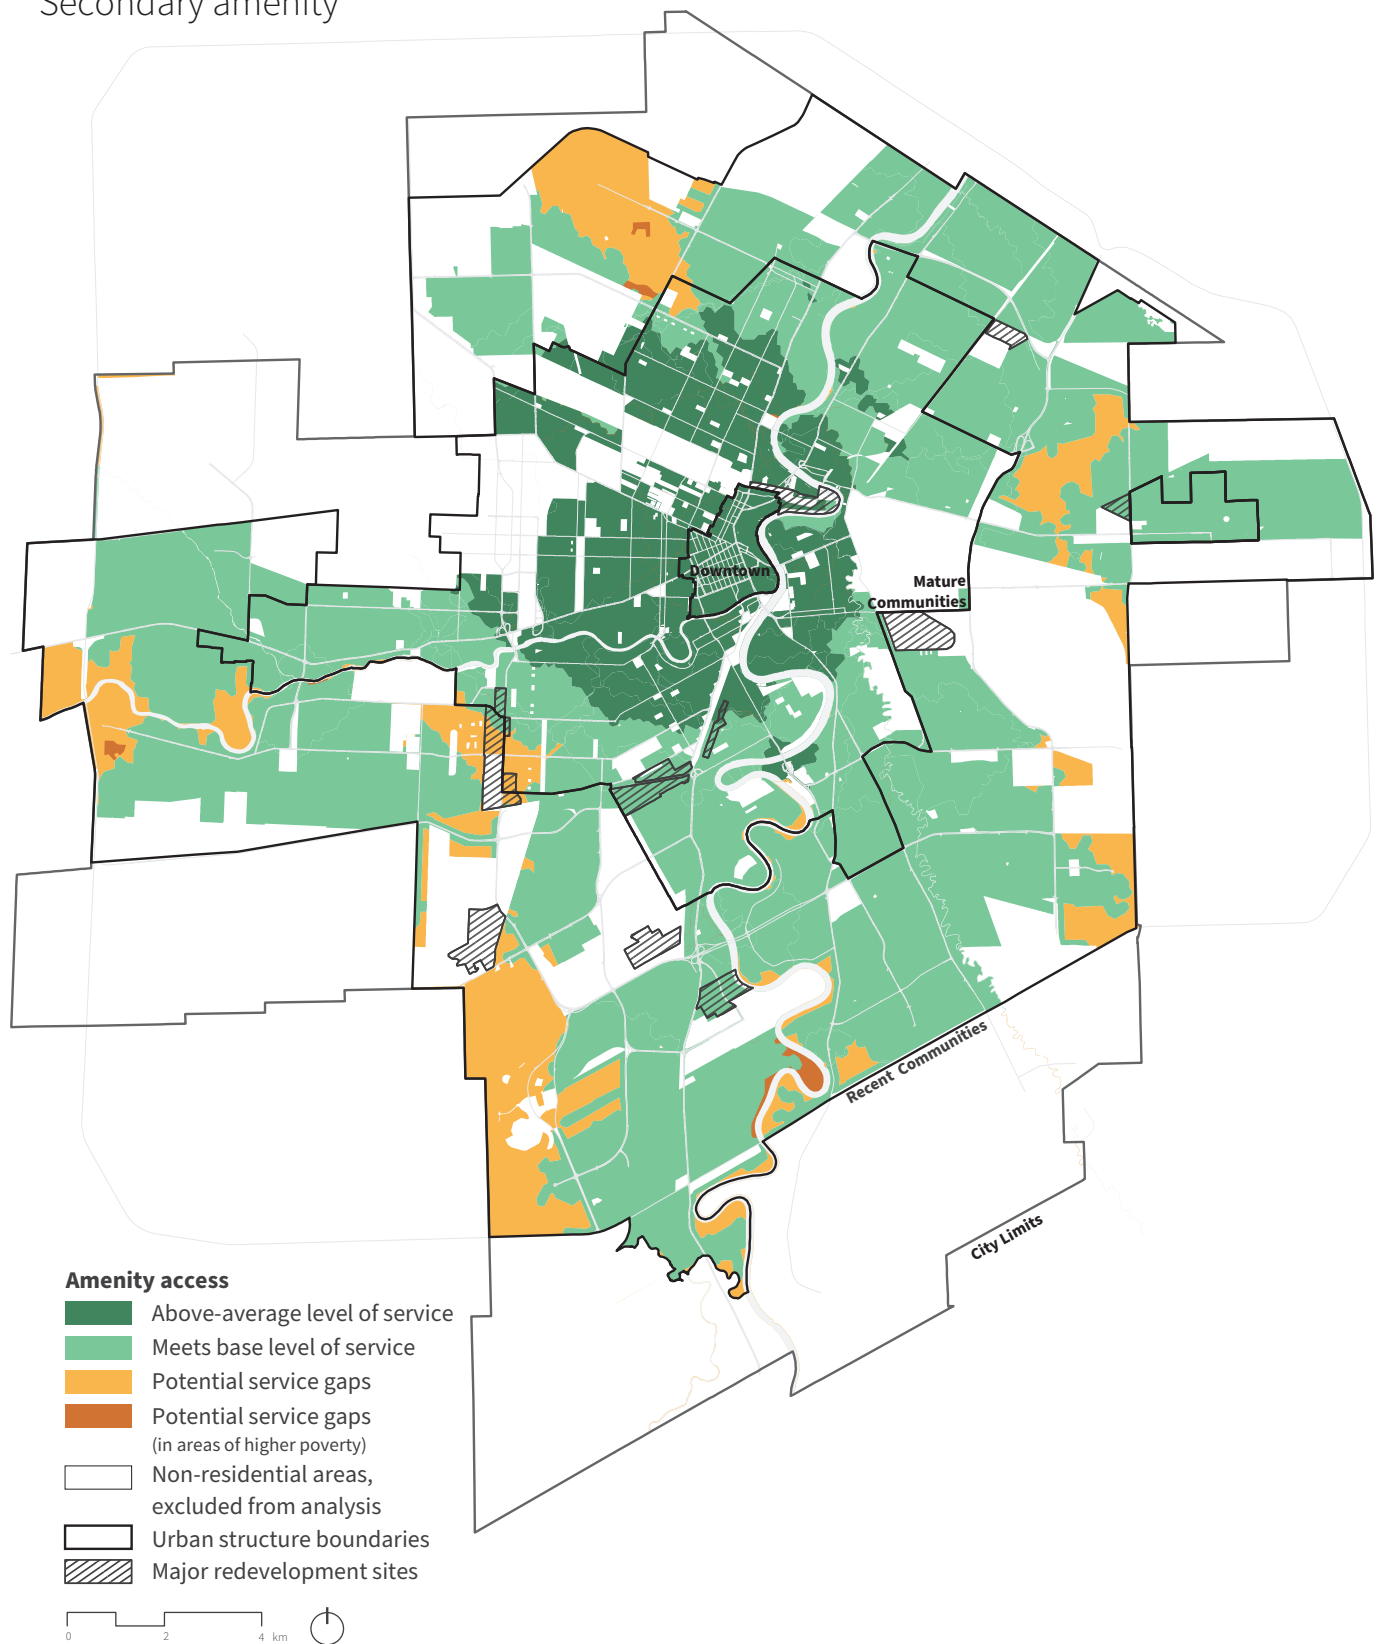 Secondary amenity
Downtown
Mature
Communities
Recent Communities
City Limits
Amenity access
Above-average level of service
Meets base level of service
Potential service gaps
Potential service gaps
(in areas of higher poverty)
Non-residential areas,
excluded from analysis
Urban structure boundaries
Major redevelopment sites
0 2 4 km